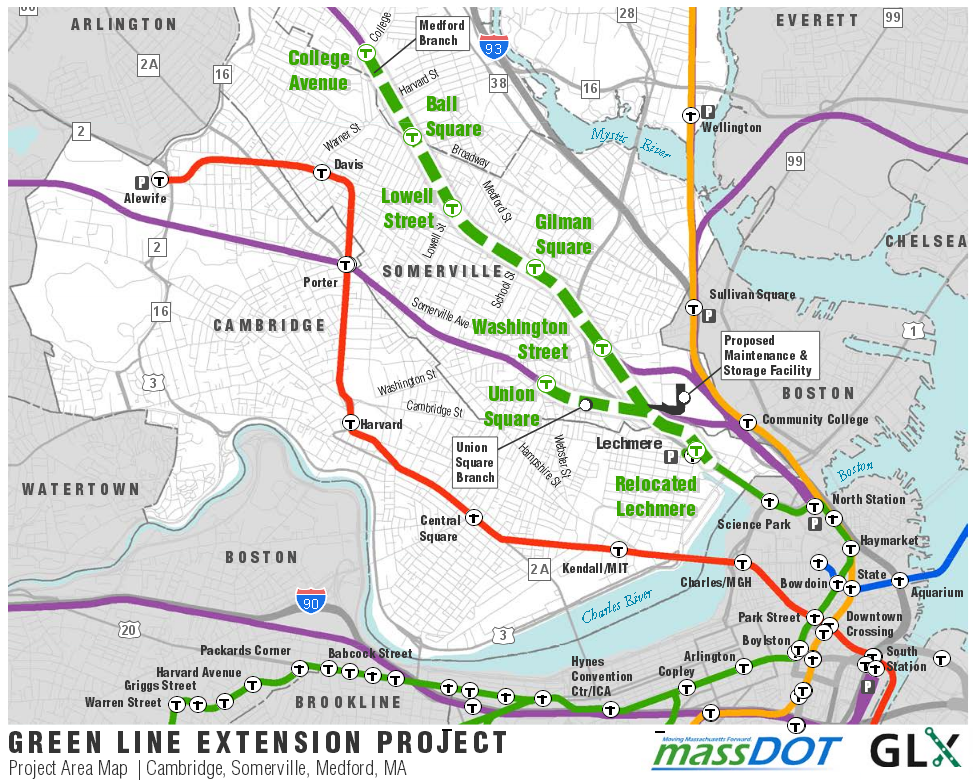 ARLINGTON
EVERETT
CHELSEA
SOMERVILLE
CAMBRIDGE
BOSTON
WATERTOWN
BOSTON
BROOKLINE
60
2A
16
2
2
16
3
28
99
93
38
16
99
1
2A
3
90
20
College
Medford
Branch
College
Avenue
Harvard St
Ball
Square
Warner St
Broadway
Mystic River
Wellington
P
Davis
P
Alewife
Medford St
Lowell
Street
Lowell St
Gilman
Square
Porter
School St
Somerville Ave
Sullivan Square
P
Washington
Street
Proposed
Maintenance &
Storage Facility
Washington St
Cambridge St
Union
Square
Harvard
Community College
Union
Square
Branch
Lechmere
P
Webster St
Hampshire St
Relocated
Lechmere
Boston
North Station
P
Science Park
Central
Square
Haymarket
Kendall/MIT
Charles/MGH
Bowdoin
State
Aquarium
Charles River
Park Street
Downtown
Crossing
Boylston
South
Station
P
Arlington
Copley
Hynes
Convention
Ctr/ICA
Packards Corner
Babcock Street
Harvard Avenue
Griggs Street
Warren Street
GREEN LINE EXTENSION PROJECT
Project Area Map | Cambridge, Somerville, Medford, MA
Moving Massachusetts Forward.
massDOT
GLX